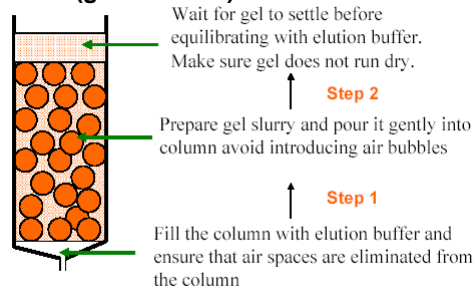 Wait for gel to settle before
equilibrating with elution buffer.
Make sure gel does not run dry.
Step 2
Prepare gel slurry and pour it gently into
column avoid introducing air bubbles
Step 1
Fill the column with elution buffer and
ensure that air spaces are eliminated from
the column